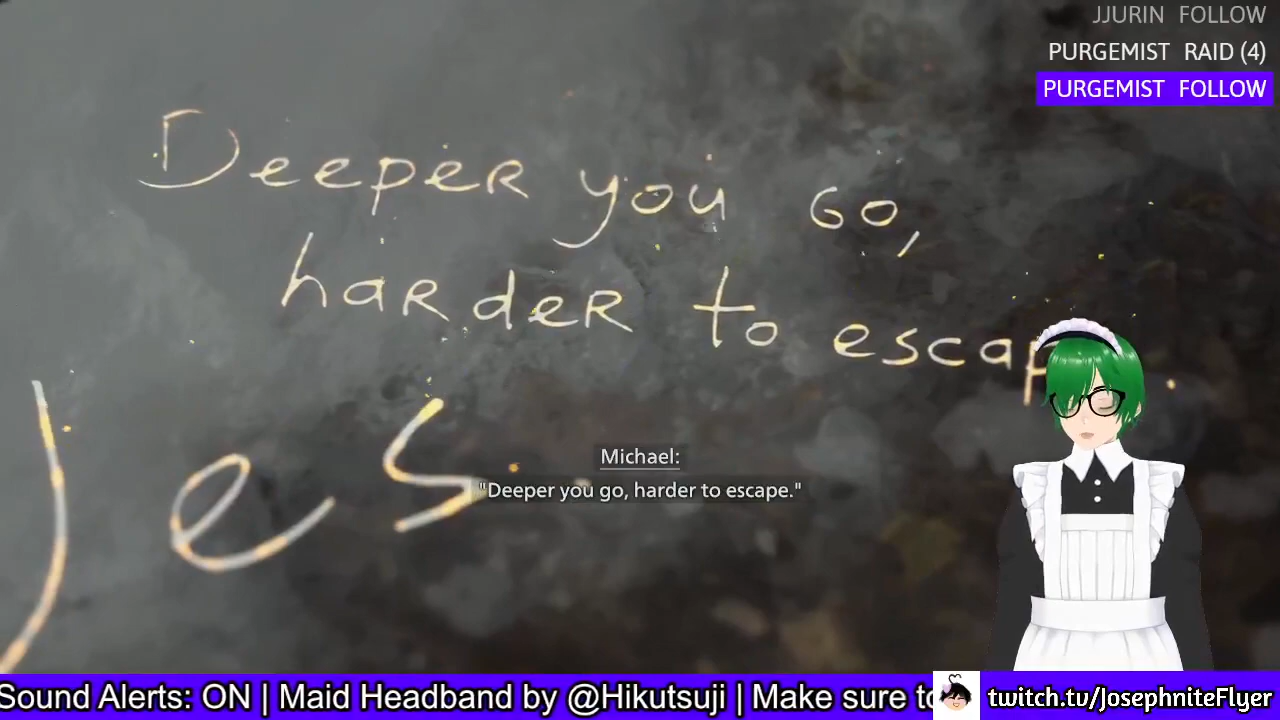 JJURIN FOLLOW
PURGEMIST RAID (4)
PURGEMIST FOLLOW
Deeper you go,
harder to escap
Jes
Michael:
"Deeper you go, harder to escape."
Sound Alerts: ON | Maid Headband by @Hikutsuji | Make sure to
twitch.tv/JosephniteFlyer